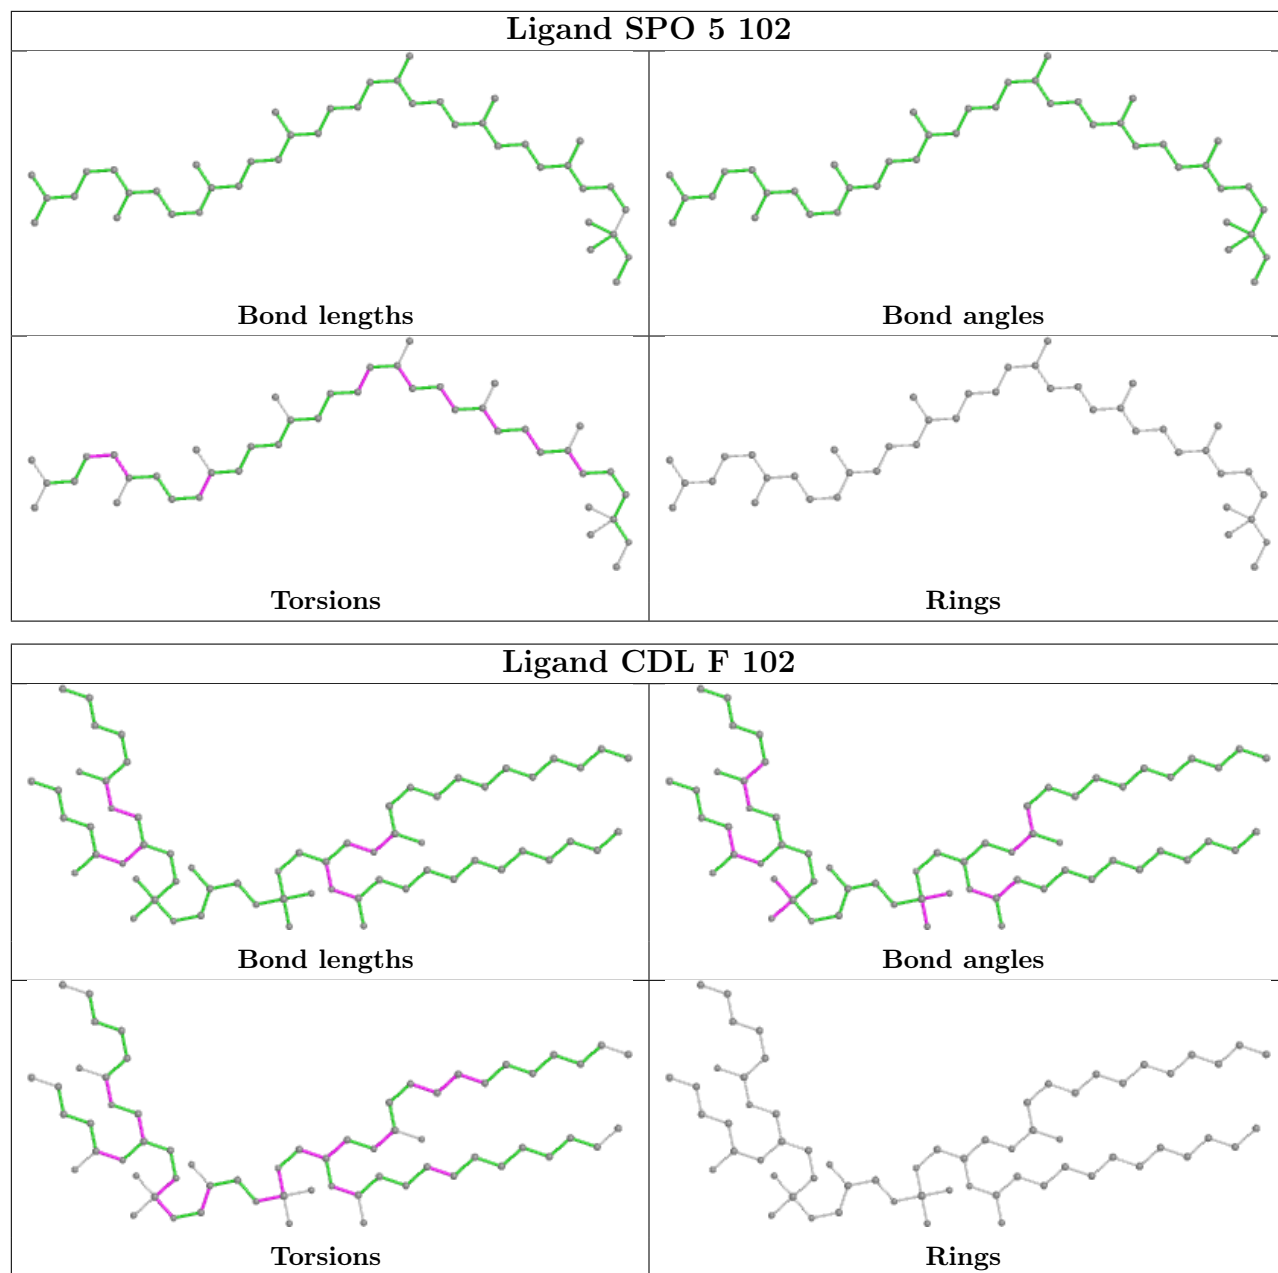 Ligand SPO 5 102
Bond lengths
Bond angles
Torsions
Rings
Ligand CDL F 102
Bond lengths
Bond angles
Torsions
Rings